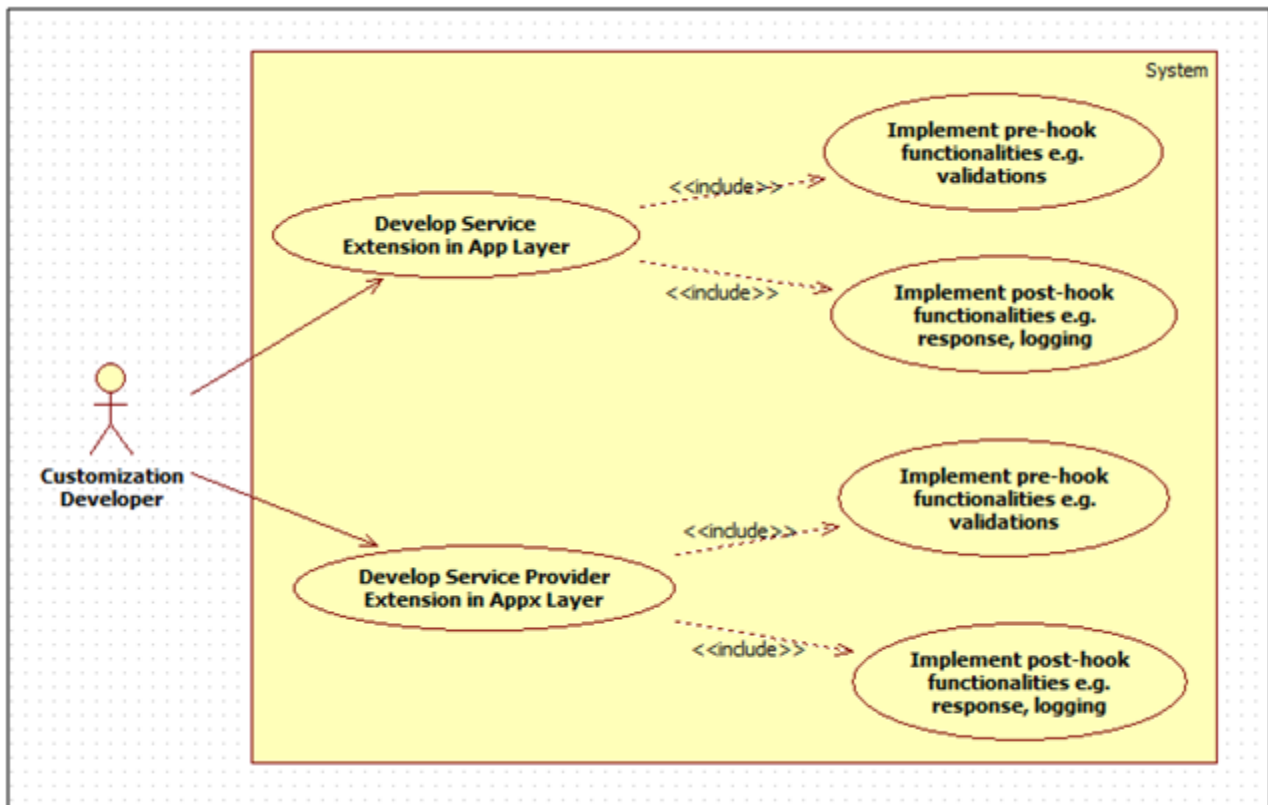 System
Implement pre-hook
functionalities e.g.
validations
<<include>>
Develop Service
Extension in App Layer
<<include>>
Implement post-hook
functionalities e.g.
response, logging
Customization
Developer
Implement pre-hook
functionalities e.g.
validations
<<include>>
Develop Service Provider
Extension in Appx Layer
<<include>>
Implement post-hook
functionalities e.g.
response, logging